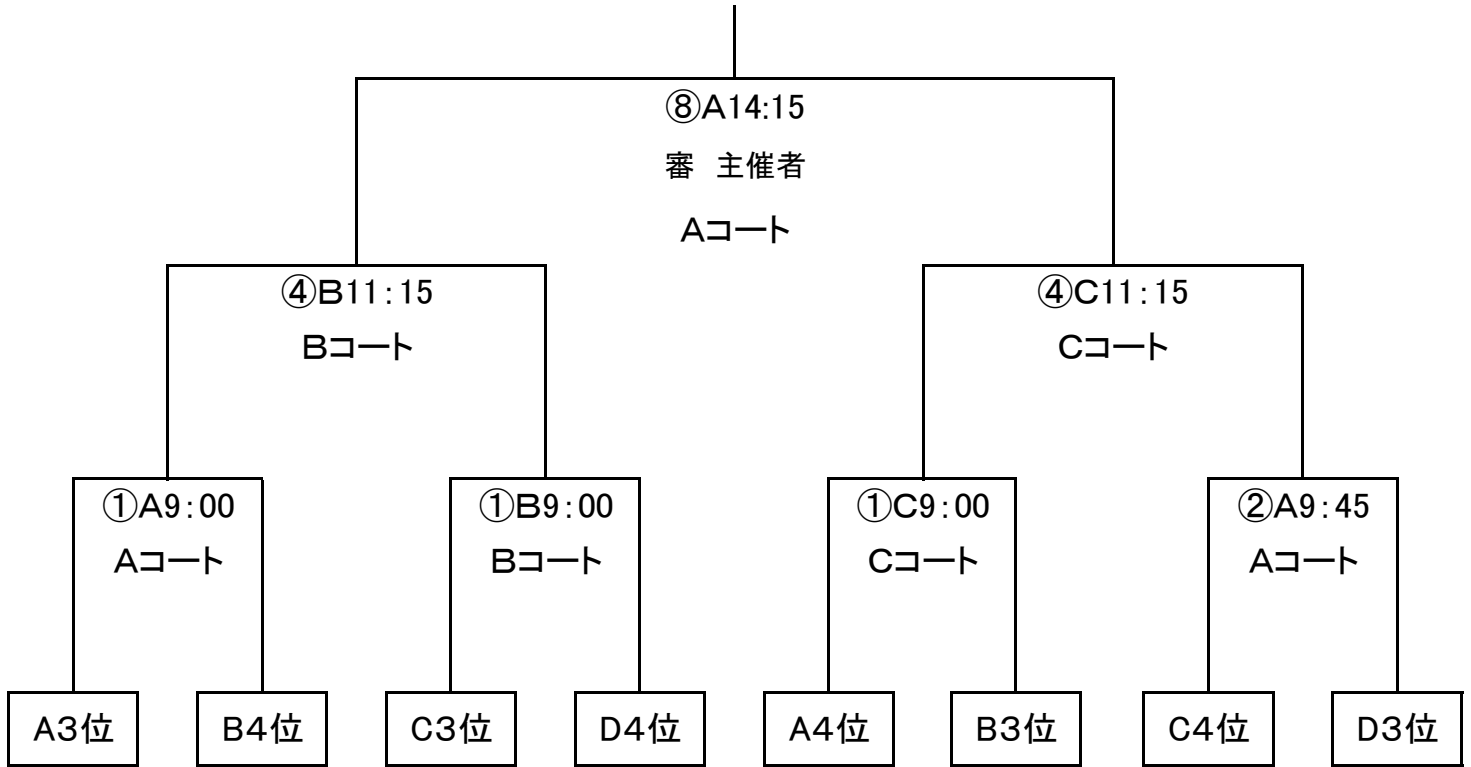 ⑧A14:15
審　主催者
Aコート
④B11:15
Bコート
④C11:15
Cコート
①A9:00
Aコート
①B9:00
Bコート
①C9:00
Cコート
②A9:45
Aコート
A3位
B4位
C3位
D4位
A4位
B3位
C4位
D3位